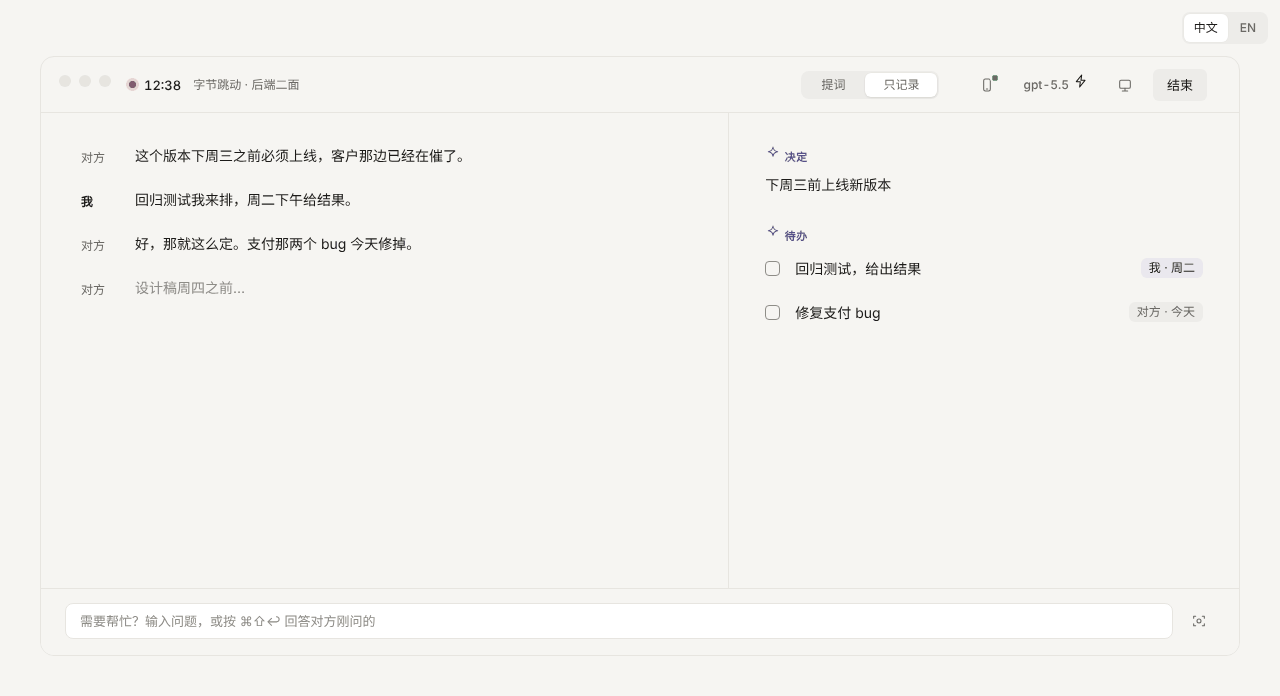 中文 EN
12:38 字节跳动 · 后端二面 提词 只记录 gpt-5.5 结束
对方 这个版本下周三之前必须上线，客户那边已经在催了。
我 回归测试我来排，周二下午给结果。
对方 好，那就这么定。支付那两个 bug 今天修掉。
对方 设计稿周四之前…
决定
下周三前上线新版本
待办
回归测试，给出结果 我 · 周二
修复支付 bug 对方 · 今天
需要帮忙？输入问题，或按 ⌘⇧↩ 回答对方刚问的